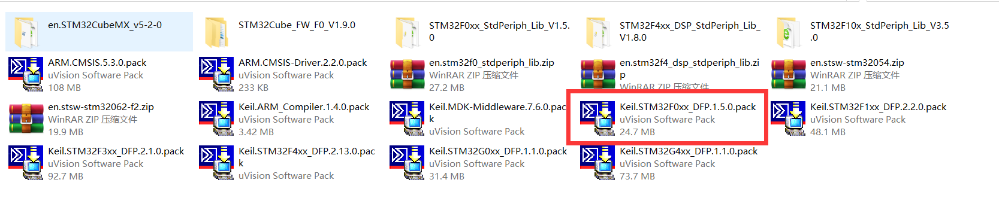 en.STM32CubeMX_v5-2-0
STM32Cube_FW_F0_V1.9.0
STM32F0xx_StdPeriph_Lib_V1.5.
0
STM32F4xx_DSP_StdPeriph_Lib_
V1.8.0
STM32F10x_StdPeriph_Lib_V3.5
.0
ARM.CMSIS.5.3.0.pack
uVision Software Pack
108 MB
ARM.CMSIS-Driver.2.2.0.pack
uVision Software Pack
233 KB
en.stm32f0_stdperiph_lib.zip
WinRAR ZIP 压缩文件
27.2 MB
en.stm32f4_dsp_stdperiph_lib.zi
p
WinRAR ZIP 压缩文件
en.stsw-stm32054.zip
WinRAR ZIP 压缩文件
21.1 MB
en.stsw-stm32062-f2.zip
WinRAR ZIP 压缩文件
19.9 MB
Keil.ARM_Compiler.1.4.0.pack
uVision Software Pack
3.42 MB
Keil.MDK-Middleware.7.6.0.pac
k
uVision Software Pack
Keil.STM32F0xx_DFP.1.5.0.pack
uVision Software Pack
24.7 MB
Keil.STM32F1xx_DFP.2.2.0.pack
uVision Software Pack
48.1 MB
Keil.STM32F3xx_DFP.2.1.0.pack
uVision Software Pack
92.7 MB
Keil.STM32F4xx_DFP.2.13.0.pac
k
uVision Software Pack
Keil.STM32G0xx_DFP.1.1.0.pack
uVision Software Pack
31.4 MB
Keil.STM32G4xx_DFP.1.1.0.pack
uVision Software Pack
73.7 MB